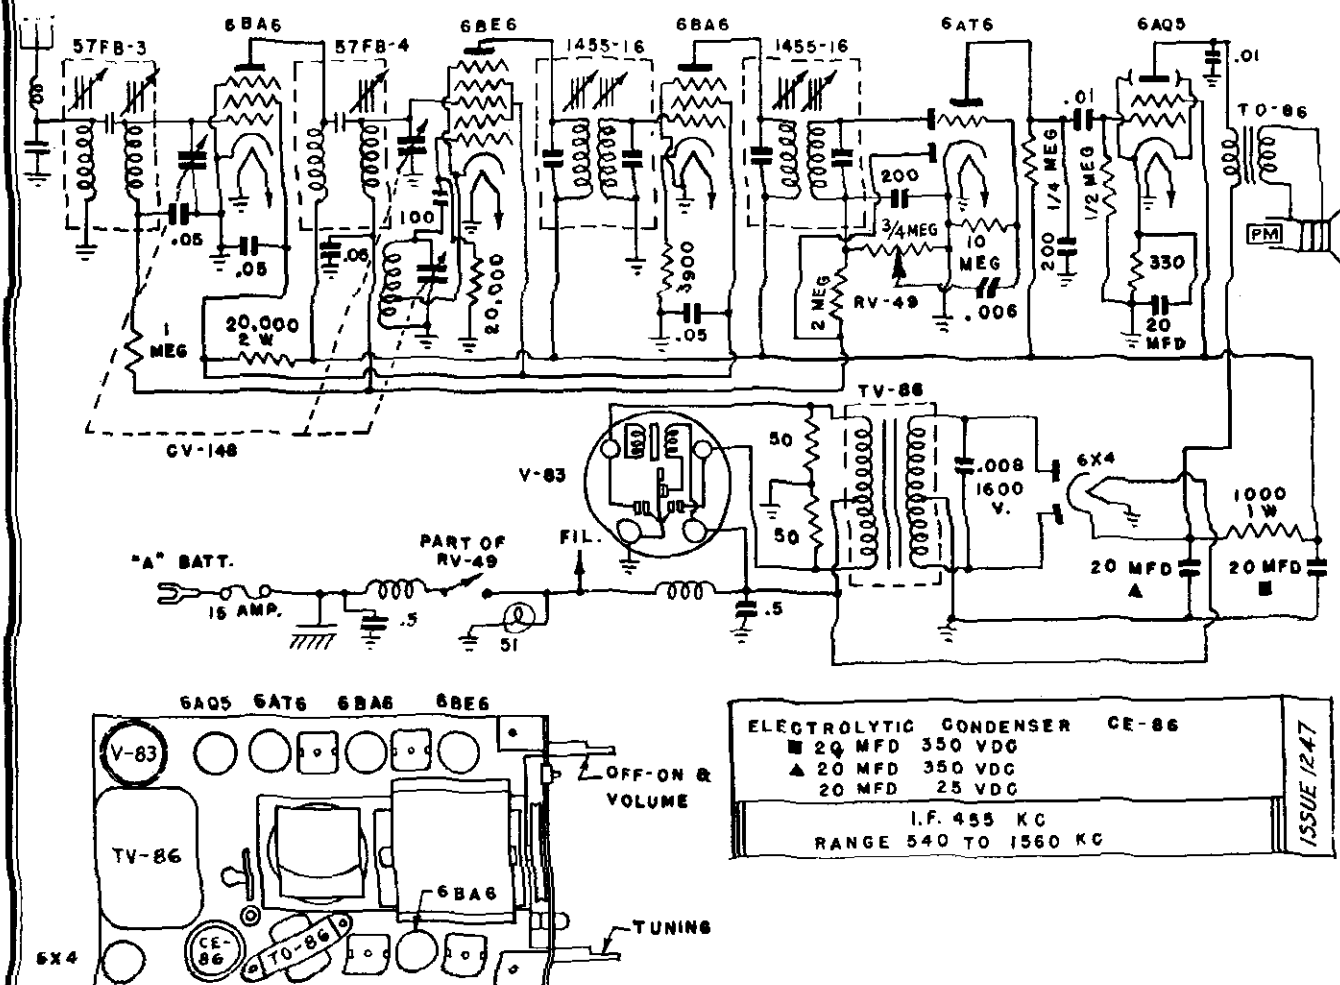 6BA6
6BE6
6BA6
6AT6
6AQ5
57FB-3
57FB-4
1455-16
1455-16
.01
.01
TO-86
1/4 MEG
1/2 MEG
200
100
.05
.05
.05
20,000
3900
.05
3/4 MEG
10
MEG
200
330
PM
2 MEG
RV-49
.006
20
MFD
1
MEG
20,000
2 W
CV-148
TV-86
V-83
50
50
.008
1600
V.
6X4
1000
1 W
"A" BATT.
15 AMP.
PART OF
RV-49
FIL.
.5
51
.5
20 MFD
▲
20 MFD
■
6AQ5 6AT6 6BA6 6BE6
V-83
OFF-ON &
VOLUME
TV-86
6BA6
TUNING
CE-
86
TO-86
6X4
ELECTROLYTIC CONDENSER CE-86
■ 20 MFD 350 VDC
▲ 20 MFD 350 VDC
20 MFD 25 VDC
I.F. 455 KC
RANGE 540 TO 1560 KC
ISSUE 1247